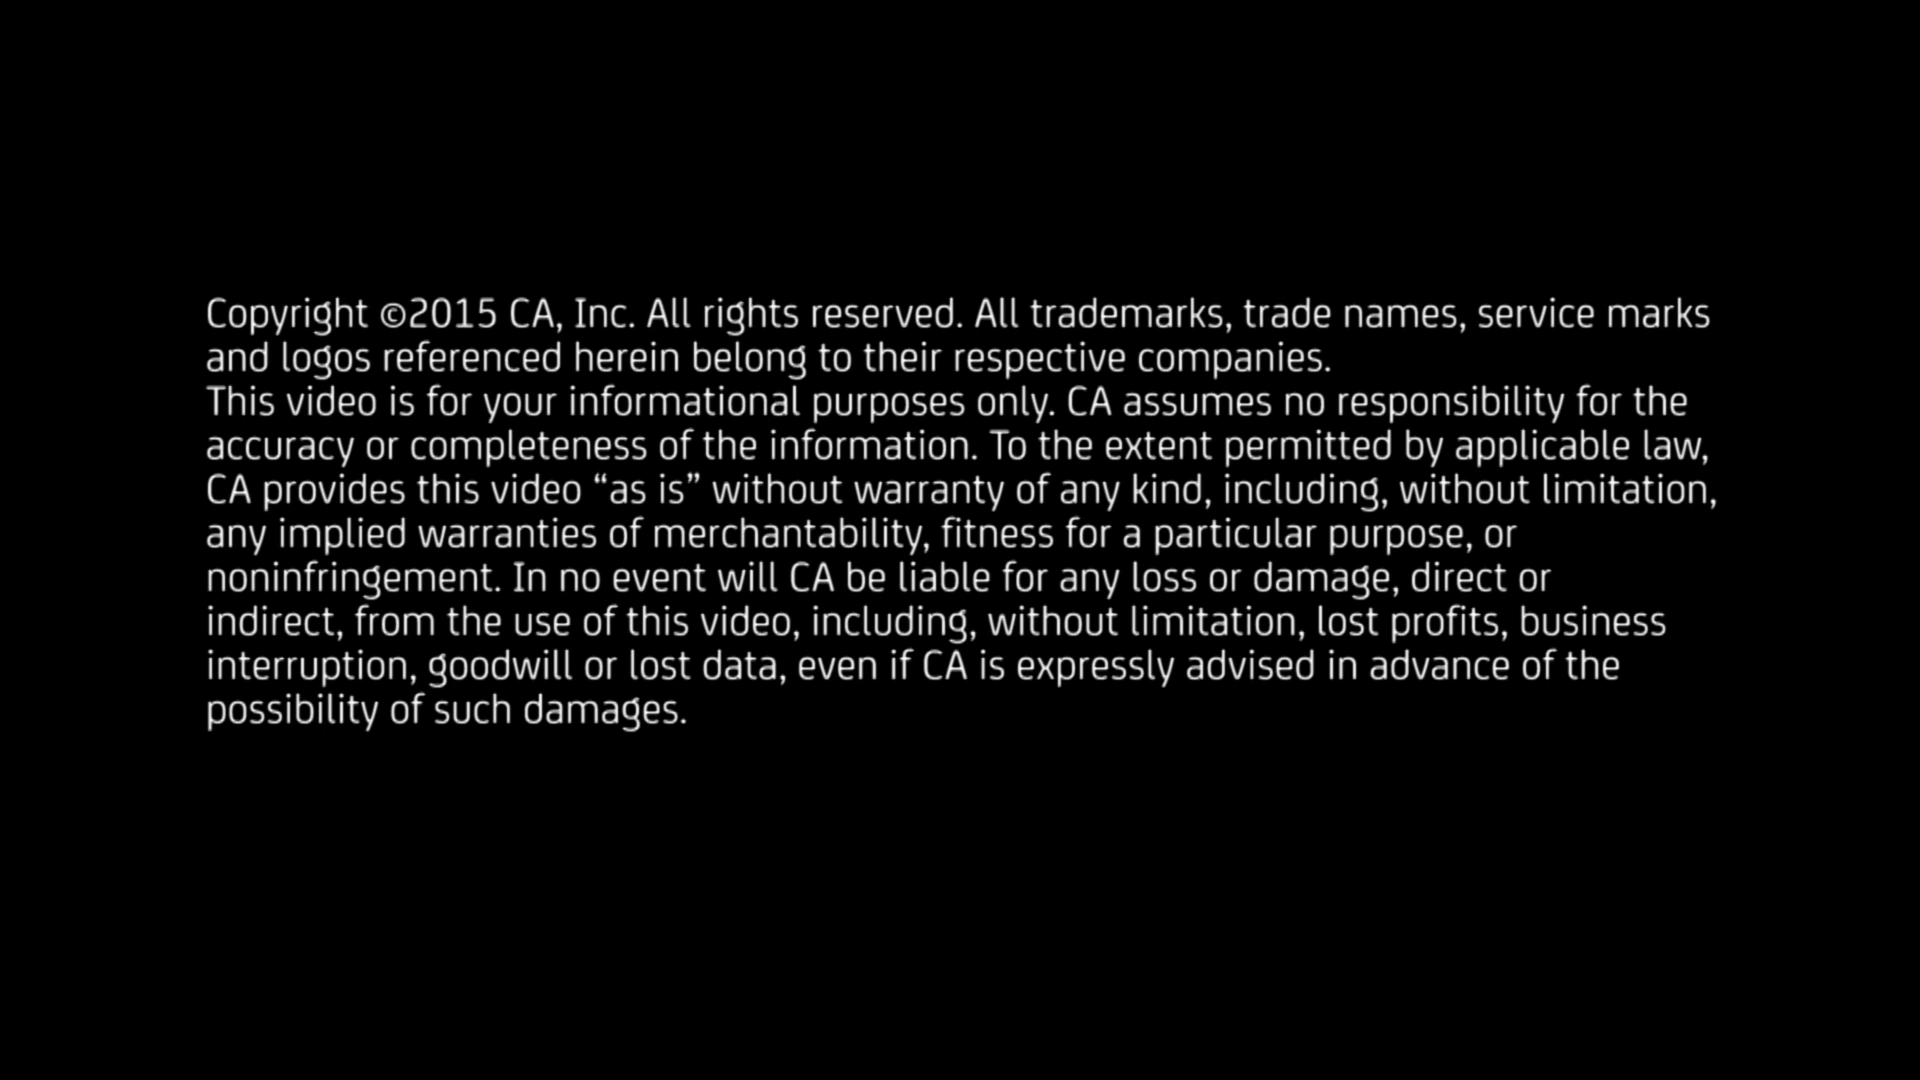 Copyright ©2015 CA, Inc. All rights reserved. All trademarks, trade names, service marks
and logos referenced herein belong to their respective companies.
This video is for your informational purposes only. CA assumes no responsibility for the
accuracy or completeness of the information. To the extent permitted by applicable law,
CA provides this video “as is” without warranty of any kind, including, without limitation,
any implied warranties of merchantability, fitness for a particular purpose, or
noninfringement. In no event will CA be liable for any loss or damage, direct or
indirect, from the use of this video, including, without limitation, lost profits, business
interruption, goodwill or lost data, even if CA is expressly advised in advance of the
possibility of such damages.